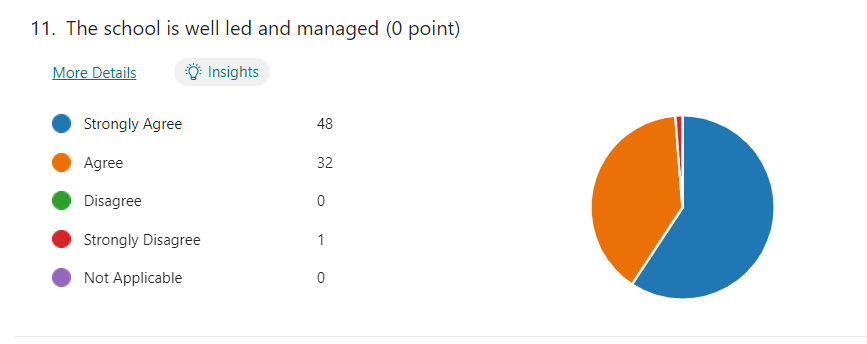 11. The school is well led and managed (0 point)
More Details Insights
Strongly Agree 48
Agree 32
Disagree 0
Strongly Disagree 1
Not Applicable 0